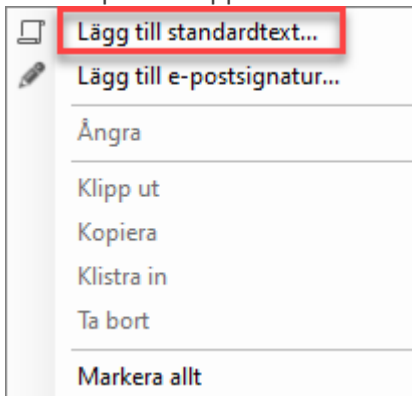 Lägg till standardtext...
Lägg till e-postsignatur...
Ångra
Klipp ut
Kopiera
Klistra in
Ta bort
Markera allt